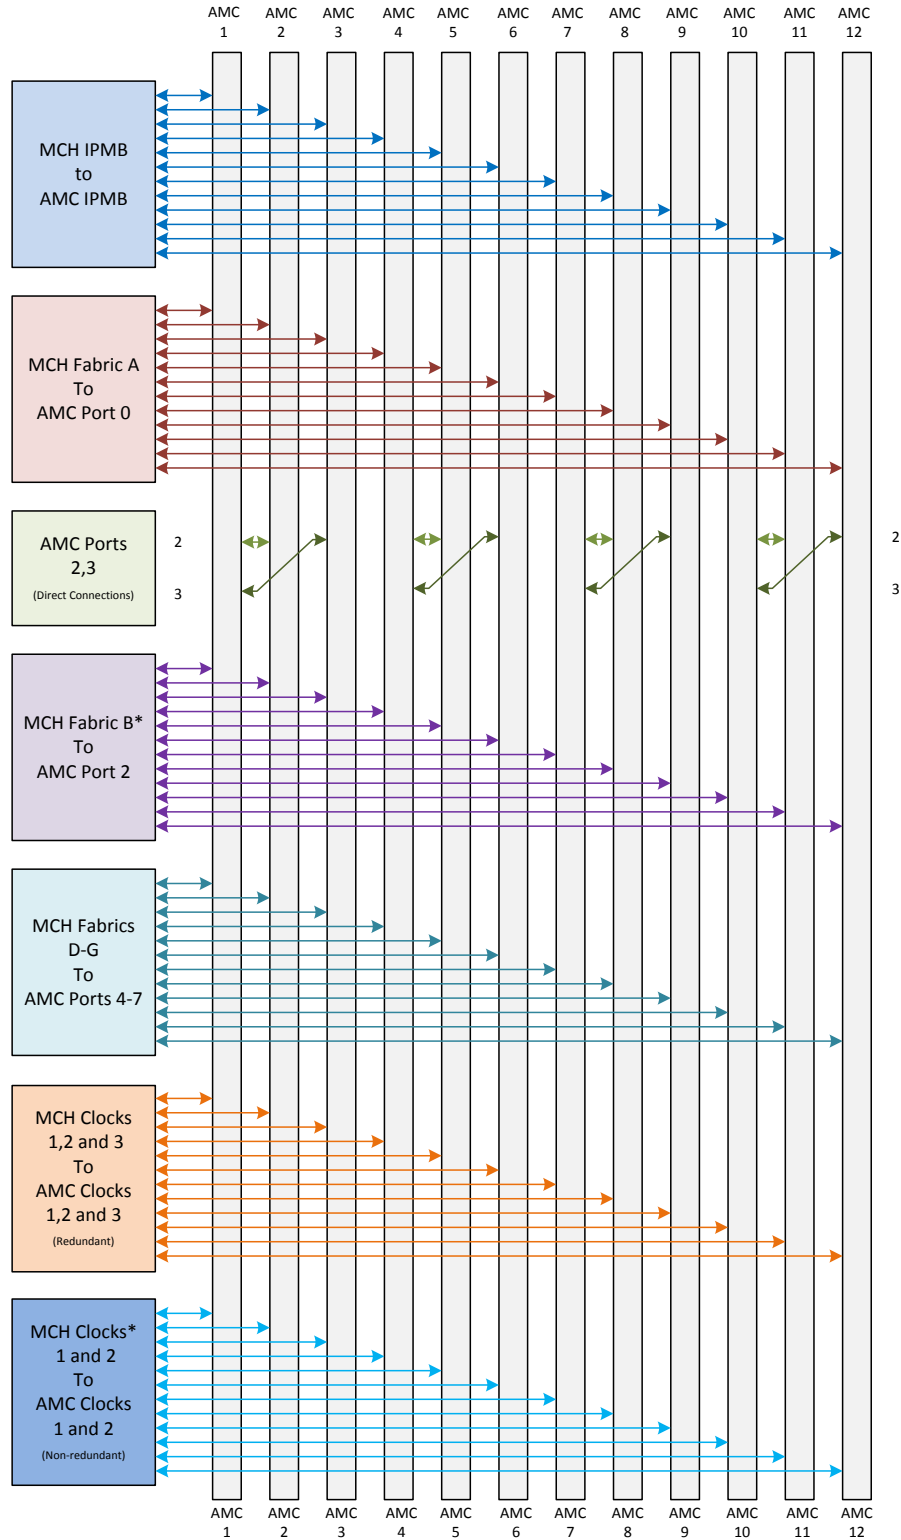 AMC AMC AMC AMC AMC AMC AMC AMC AMC AMC AMC AMC
1 2 3 4 5 6 7 8 9 10 11 12
MCH IPMB
to
AMC IPMB
MCH Fabric A
To
AMC Port 0
AMC Ports
2,3
(Direct Connections)
2
3
2
3
MCH Fabric B*
To
AMC Port 2
MCH Fabrics
D-G
To
AMC Ports 4-7
MCH Clocks
1,2 and 3
To
AMC Clocks
1,2 and 3
(Redundant)
MCH Clocks*
1 and 2
To
AMC Clocks
1 and 2
(Non-redundant)
AMC AMC AMC AMC AMC AMC AMC AMC AMC AMC AMC AMC
1 2 3 4 5 6 7 8 9 10 11 12